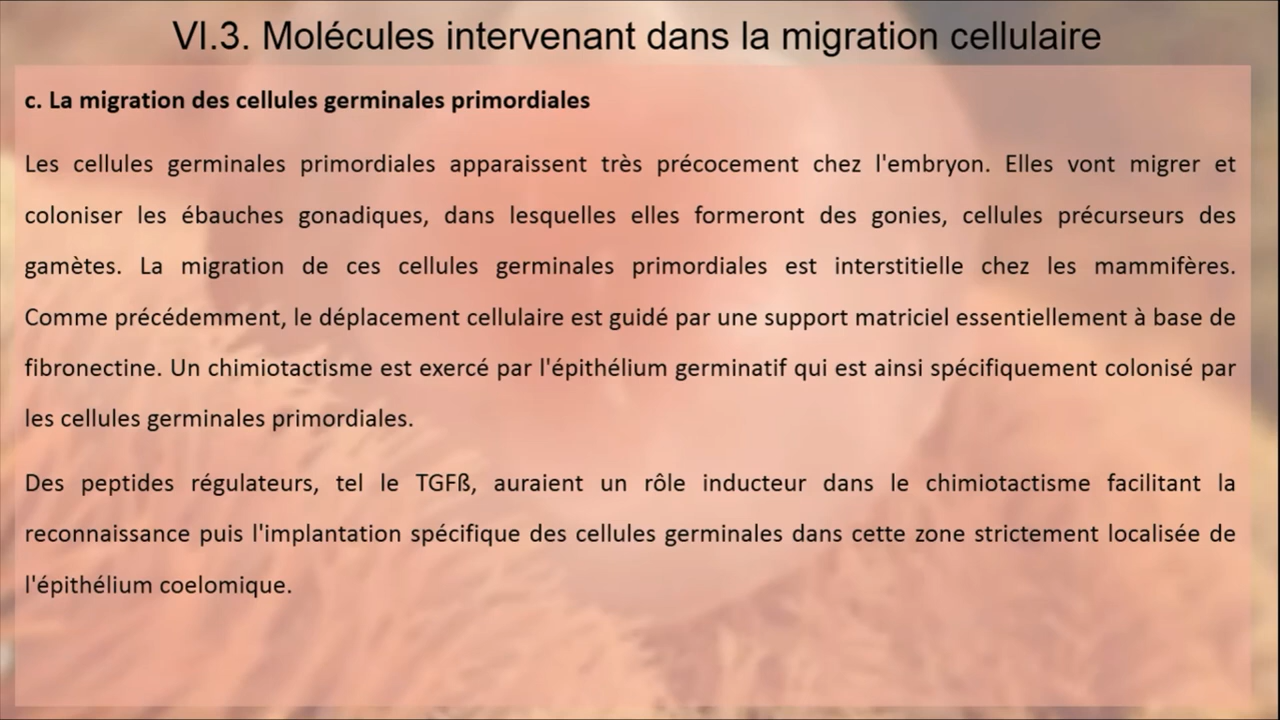 VI.3. Molécules intervenant dans la migration cellulaire
c. La migration des cellules germinales primordiales
Les cellules germinales primordiales apparaissent très précocement chez l'embryon. Elles vont migrer et
coloniser les ébauches gonadiques, dans lesquelles elles formeront des gonies, cellules précurseurs des
gamètes. La migration de ces cellules germinales primordiales est interstitielle chez les mammifères.
Comme précédemment, le déplacement cellulaire est guidé par une support matriciel essentiellement à base de
fibronectine. Un chimiotactisme est exercé par l'épithélium germinatif qui est ainsi spécifiquement colonisé par
les cellules germinales primordiales.
Des peptides régulateurs, tel le TGFß, auraient un rôle inducteur dans le chimiotactisme facilitant la
reconnaissance puis l'implantation spécifique des cellules germinales dans cette zone strictement localisée de
l'épithélium coelomique.